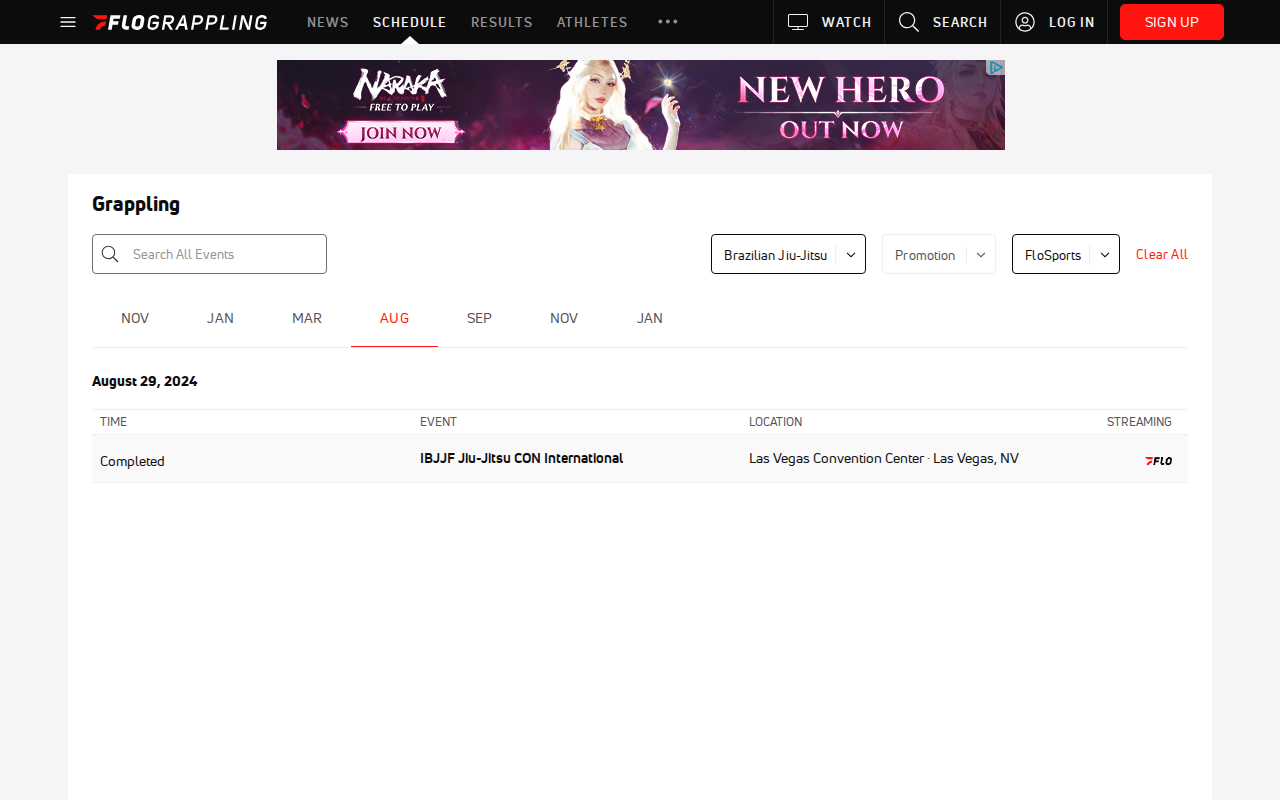 FLOGRAPPLING
NEWS
SCHEDULE
RESULTS
ATHLETES
WATCH
SEARCH
LOG IN
SIGN UP
NARAKA
FREE TO PLAY
JOIN NOW
NEW HERO
OUT NOW
Grappling
Search All Events
Brazilian Jiu-Jitsu
Promotion
FloSports
Clear All
NOV JAN MAR AUG SEP NOV JAN
August 29, 2024
TIME EVENT LOCATION STREAMING
Completed IBJJF Jiu-Jitsu CON International Las Vegas Convention Center · Las Vegas, NV FLO